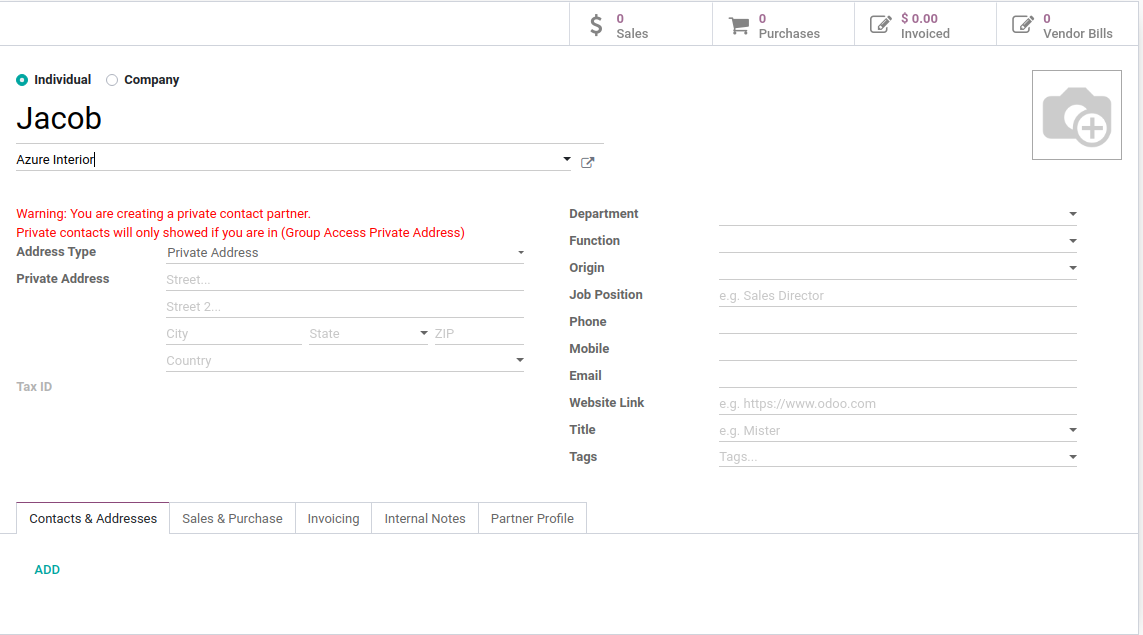 0
Sales
0
Purchases
$ 0.00
Invoiced
0
Vendor Bills
Individual Company
Jacob
Azure Interior
Warning: You are creating a private contact partner.
Private contacts will only showed if you are in (Group Access Private Address)
Address Type Private Address
Private Address Street...
Street 2...
City State ZIP
Country
Tax ID
Department
Function
Origin
Job Position e.g. Sales Director
Phone
Mobile
Email
Website Link e.g. https://www.odoo.com
Title e.g. Mister
Tags Tags...
Contacts & Addresses Sales & Purchase Invoicing Internal Notes Partner Profile
ADD